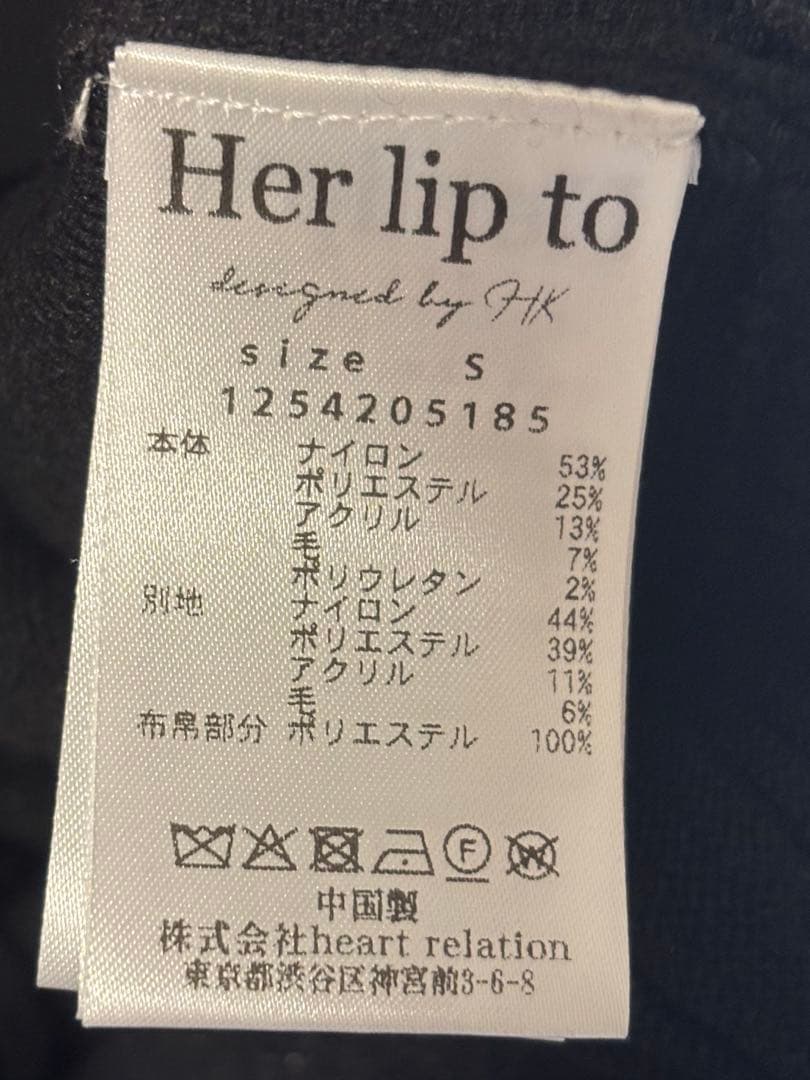 Her lip to
designed by HK
size S
1254205185
本体 ナイロン 53%
ポリエステル 25%
アクリル 13%
毛 7%
ポリウレタン 2%
別地 ナイロン 44%
ポリエステル 39%
アクリル 11%
毛 6%
布帛部分 ポリエステル 100%
F W
中国製
株式会社heart relation
東京都渋谷区神宮前3-6-8